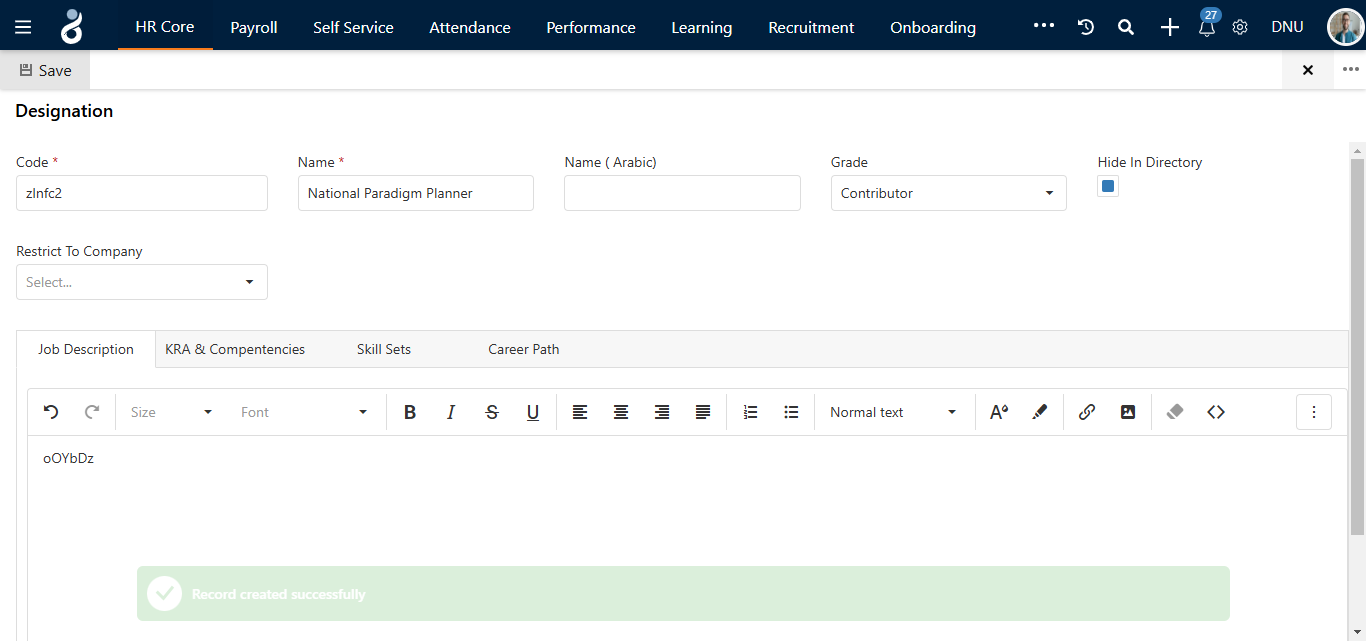 HR Core Payroll Self Service Attendance Performance Learning Recruitment Onboarding 27 DNU
Save
Designation
Code * Name * Name ( Arabic) Grade Hide In Directory
zlnfc2 National Paradigm Planner Contributor
Restrict To Company
Select...
Job Description KRA & Compentencies Skill Sets Career Path
Size Font B I S U Normal text
oOYbDz
Record created successfully